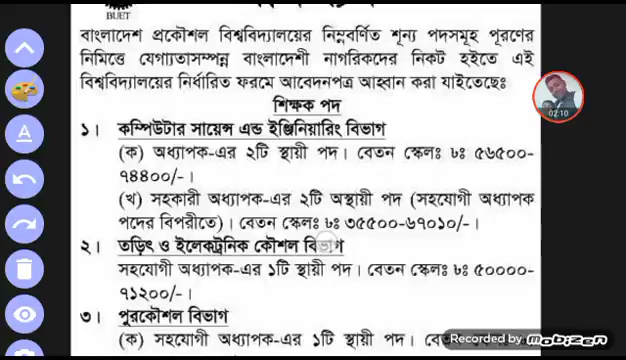 BUET
বাংলাদেশ প্রকৌশল বিশ্ববিদ্যালয়ের নিম্নবর্ণিত শূন্য পদসমূহ পূরণের
নিমিত্তে যেগ্যাতাসম্পন্ন বাংলাদেশী নাগরিকদের নিকট হইতে এই
বিশ্ববিদ্যালয়ের নির্ধারিত ফরমে আবেদনপত্র আহ্বান করা যাইতেছেঃ
শিক্ষক পদ
১। কম্পিউটার সায়েন্স এন্ড ইঞ্জিনিয়ারিং বিভাগ
(ক) অধ্যাপক-এর ২টি স্থায়ী পদ। বেতন স্কেলঃ ৳ঃ ৫৬৫০০-
৭৪৪০০/-।
(খ) সহকারী অধ্যাপক-এর ২টি অস্থায়ী পদ (সহযোগী অধ্যাপক
পদের বিপরীতে)। বেতন স্কেলঃ ৳ঃ ৩৫৫০০-৬৭০১০/-।
২। তড়িৎ ও ইলেকট্রনিক কৌশল বিভাগ
সহযোগী অধ্যাপক-এর ১টি স্থায়ী পদ। বেতন স্কেলঃ ৳ঃ ৫০০০০-
৭১২০০/-।
৩। পুরকৌশল বিভাগ
(ক) সহযোগী অধ্যাপক-এর ১টি স্থায়ী পদ।
02:10
A
Recorded by mobizen